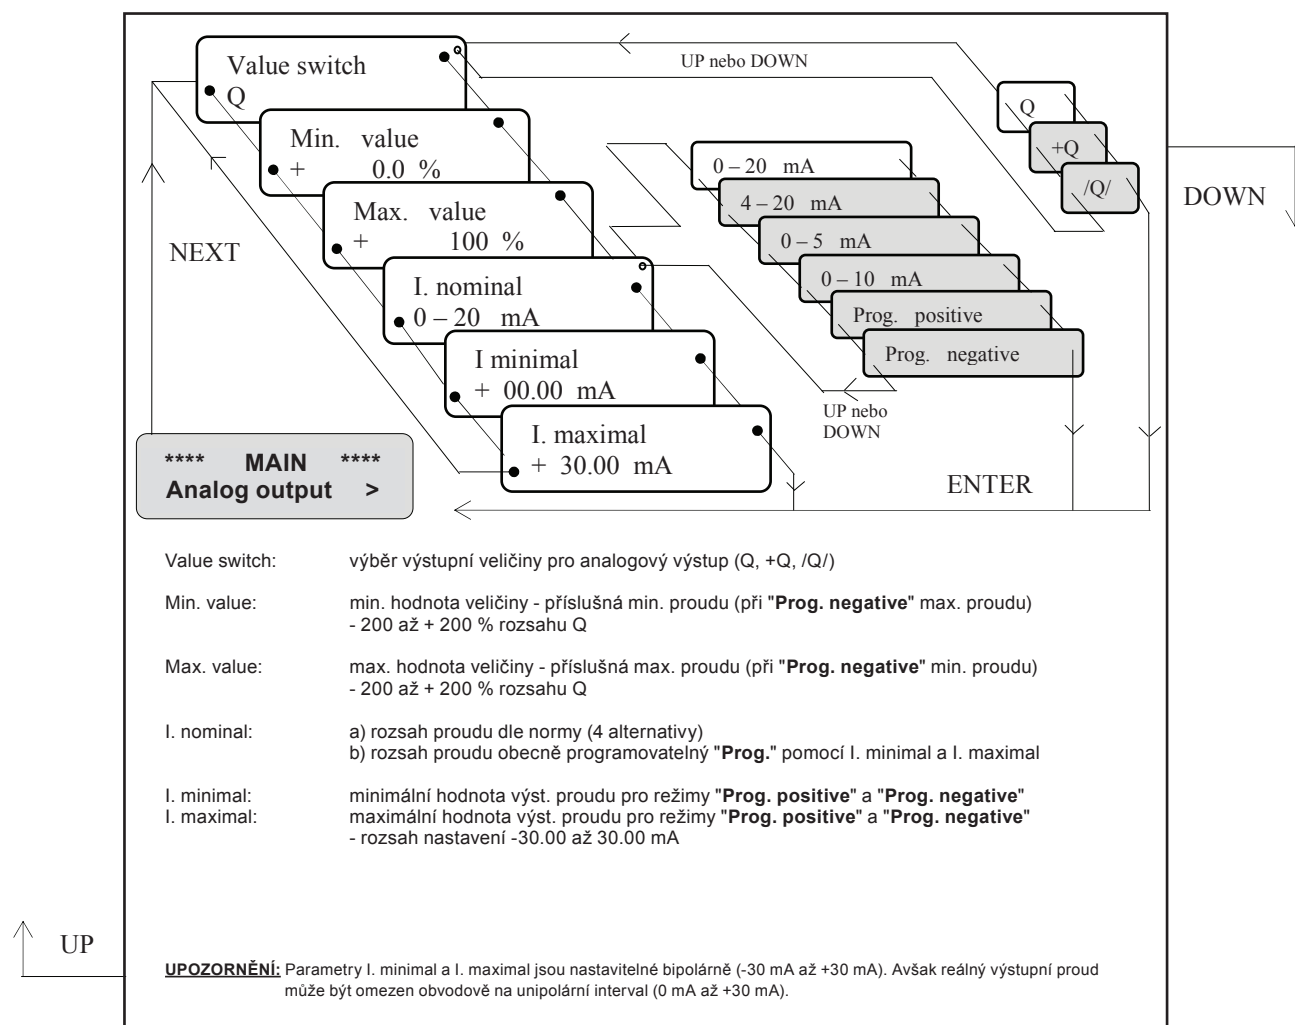 Value switch
Q
UP nebo DOWN
Q
+Q
/Q/
Min. value
+ 0.0 %
0 – 20 mA
4 – 20 mA
0 – 5 mA
0 – 10 mA
Prog. positive
Prog. negative
DOWN
Max. value
+ 100 %
NEXT
I. nominal
0 – 20 mA
I minimal
+ 00.00 mA
UP nebo
DOWN
I. maximal
+ 30.00 mA
**** MAIN ****
Analog output >
ENTER
Value switch: výběr výstupní veličiny pro analogový výstup (Q, +Q, /Q/)
Min. value: min. hodnota veličiny - příslušná min. proudu (při "Prog. negative" max. proudu)
- 200 až + 200 % rozsahu Q
Max. value: max. hodnota veličiny - příslušná max. proudu (při "Prog. negative" min. proudu)
- 200 až + 200 % rozsahu Q
I. nominal: a) rozsah proudu dle normy (4 alternativy)
b) rozsah proudu obecně programovatelný "Prog." pomocí I. minimal a I. maximal
I. minimal: minimální hodnota výst. proudu pro režimy "Prog. positive" a "Prog. negative"
I. maximal: maximální hodnota výst. proudu pro režimy "Prog. positive" a "Prog. negative"
- rozsah nastavení -30.00 až 30.00 mA
UP
UPOZORNĚNÍ: Parametry I. minimal a I. maximal jsou nastavitelné bipolárně (-30 mA až +30 mA). Avšak reálný výstupní proud
může být omezen obvodově na unipolární interval (0 mA až +30 mA).